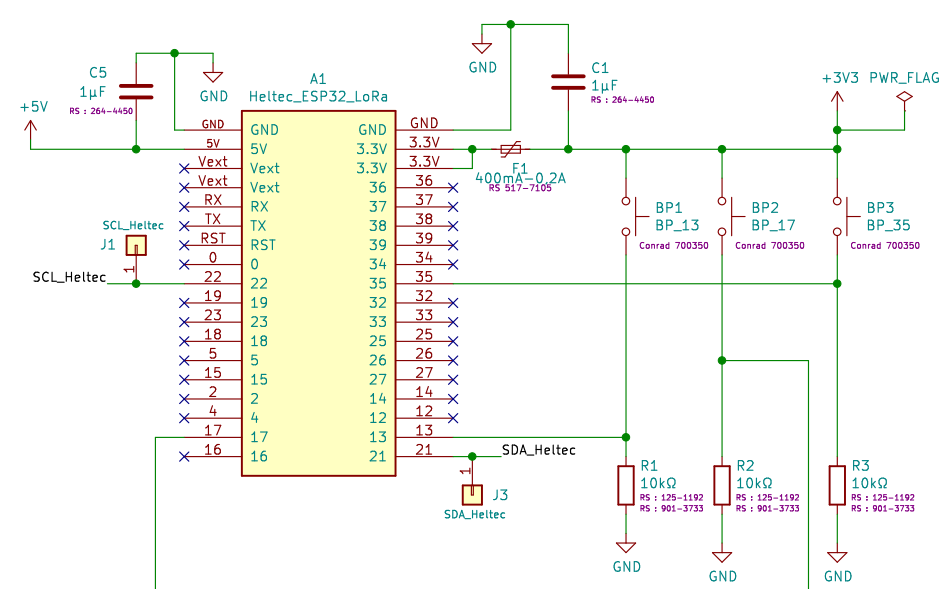 C5
1µF
RS : 264-4450
GND
+5V
A1
Heltec_ESP32_LoRa
GND
C1
1µF
RS : 264-4450
+3V3
PWR_FLAG
GND GND GND GND
5V 5V 3.3V 3.3V
Vext Vext 3.3V 3.3V
Vext Vext 36 36
RX RX 37 37
TX TX 38 38
RST RST 39 39
0 0 34 34
22 22 35 35
19 19 32 32
23 23 33 33
18 18 25 25
5 5 26 26
15 15 27 27
2 2 14 14
4 4 12 12
17 17 13 13
16 16 21 21
F1
400mA-0.2A
RS 517-7105
SCL_Heltec
J1
1
SCL_Heltec
BP1
BP_13
Conrad 700350
BP2
BP_17
Conrad 700350
BP3
BP_35
Conrad 700350
SDA_Heltec
1
J3
SDA_Heltec
R1
10kΩ
RS : 125-1192
RS : 901-3733
GND
R2
10kΩ
RS : 125-1192
RS : 901-3733
GND
R3
10kΩ
RS : 125-1192
RS : 901-3733
GND